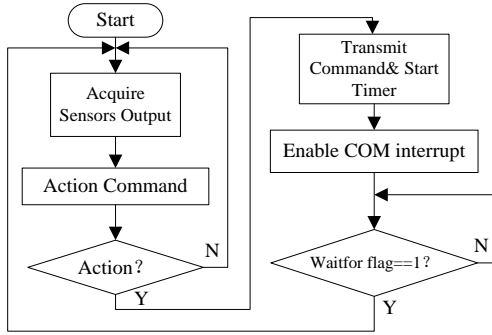 Start
Acquire
Sensors Output
Action Command
Action？
N
Y
Transmit
Command& Start
Timer
Enable COM interrupt
Waitfor flag==1？
N
Y